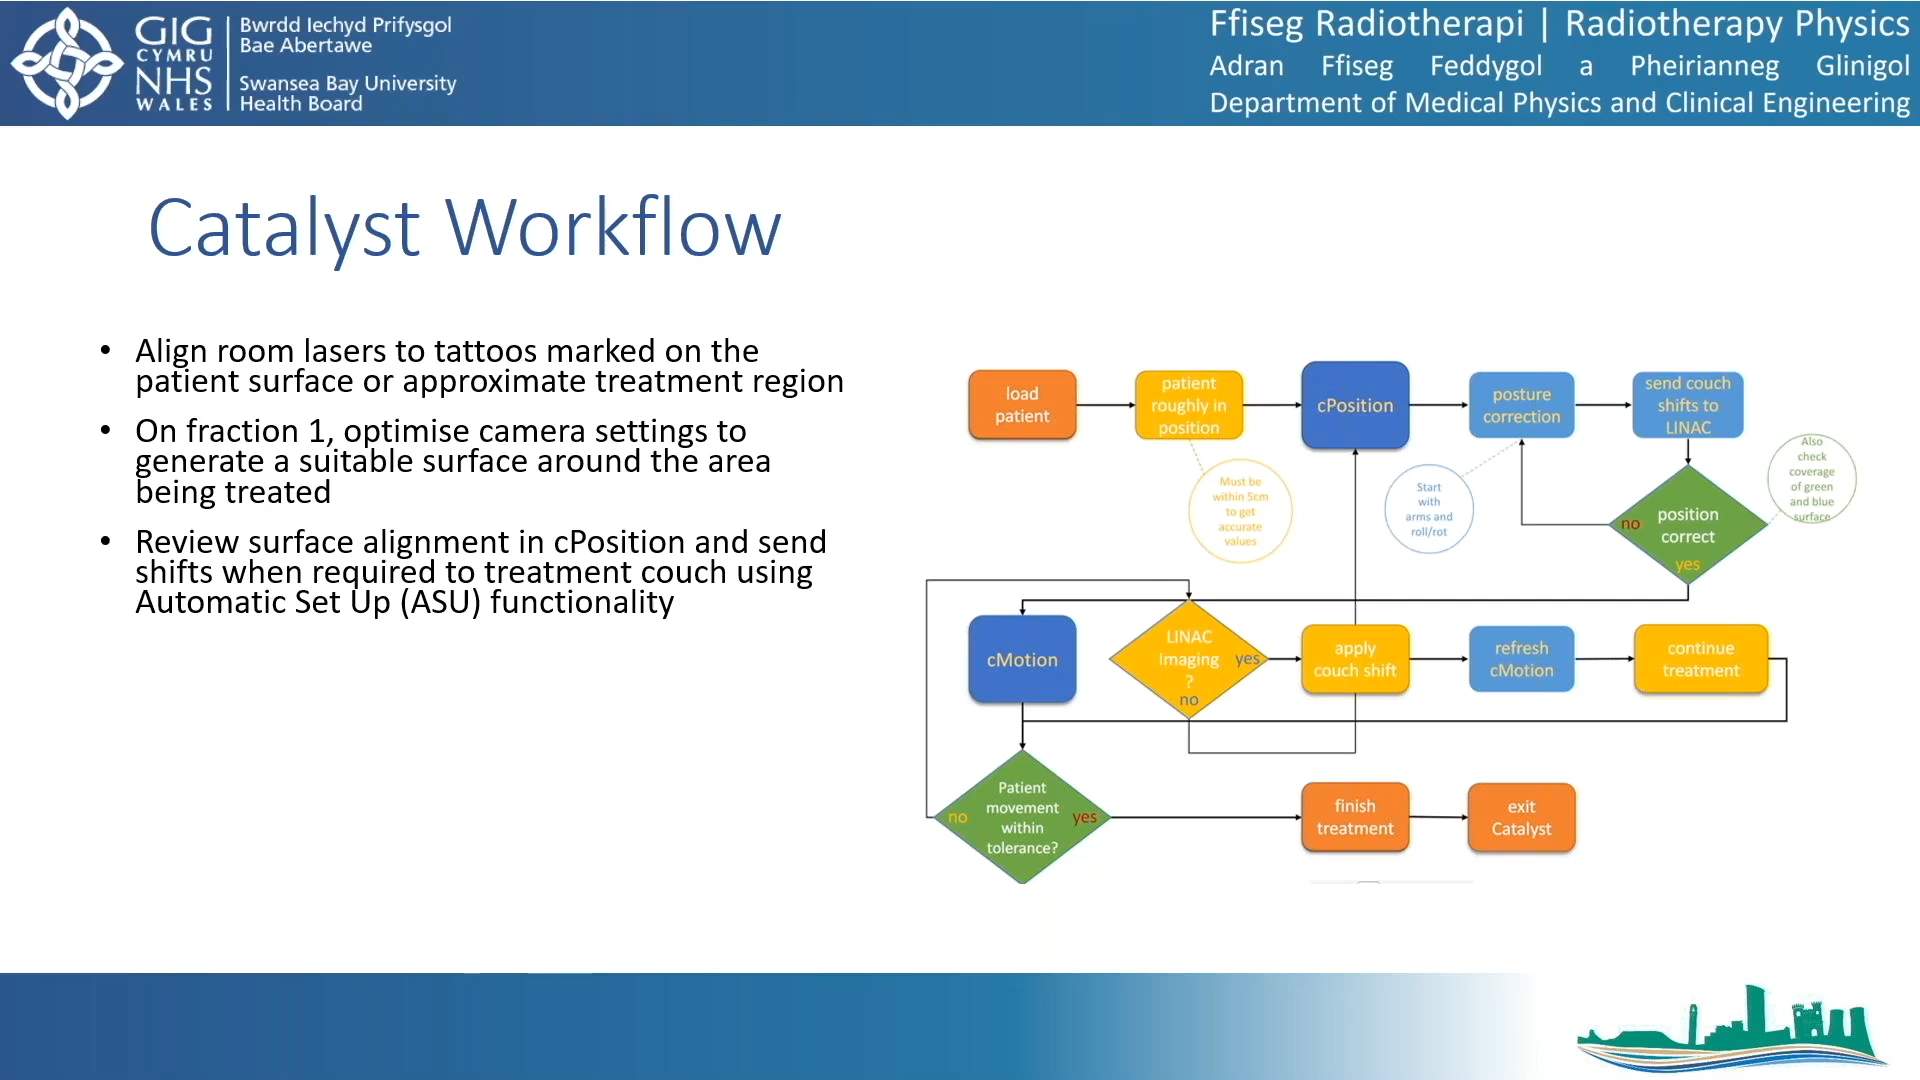 GIG
CYMRU
NHS
WALES
Bwrdd Iechyd Prifysgol
Bae Abertawe
Swansea Bay University
Health Board
Ffiseg Radiotherapi | Radiotherapy Physics
Adran Ffiseg Feddygol a Pheirianneg Glinigol
Department of Medical Physics and Clinical Engineering
Catalyst Workflow
• Align room lasers to tattoos marked on the
patient surface or approximate treatment region
• On fraction 1, optimise camera settings to
generate a suitable surface around the area
being treated
• Review surface alignment in cPosition and send
shifts when required to treatment couch using
Automatic Set Up (ASU) functionality
load
patient
patient
roughly in
position
cPosition
posture
correction
send couch
shifts to
LINAC
Must be
within 5cm
to get
accurate
values
Start
with
arms and
roll/rot
no
position
correct
yes
Also
check
coverage
of green
and blue
surface
cMotion
LINAC
Imaging
?
yes
no
apply
couch shift
refresh
cMotion
continue
treatment
Patient
movement
within
tolerance?
no
yes
finish
treatment
exit
Catalyst